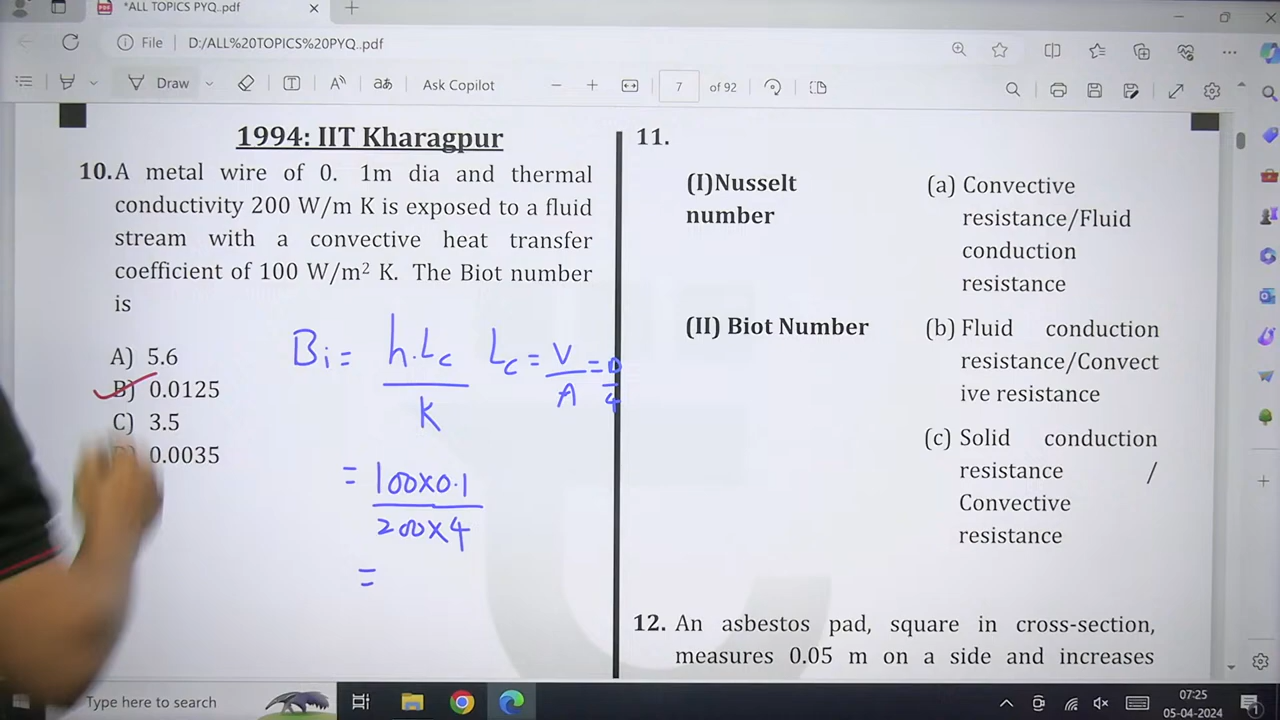 *ALL TOPICS PYQ..pdf
File
D:/ALL%20TOPICS%20PYQ..pdf
Draw
aあ
Ask Copilot
7
of 92
1994: IIT Kharagpur
10. A metal wire of 0. 1m dia and thermal
conductivity 200 W/m K is exposed to a fluid
stream with a convective heat transfer
coefficient of 100 W/m² K. The Biot number
is
A) 5.6
B) 0.0125
C) 3.5
D) 0.0035
Bi = h.Lc / K Lc = V / A = D / 4
= 100×0.1 / 200×4
=
11.
(I)Nusselt
number
(a) Convective
resistance/Fluid
conduction
resistance
(II) Biot Number
(b) Fluid conduction
resistance/Convect
ive resistance
(c) Solid conduction
resistance /
Convective
resistance
12. An asbestos pad, square in cross-section,
measures 0.05 m on a side and increases
Type here to search
07:25
05-04-2024